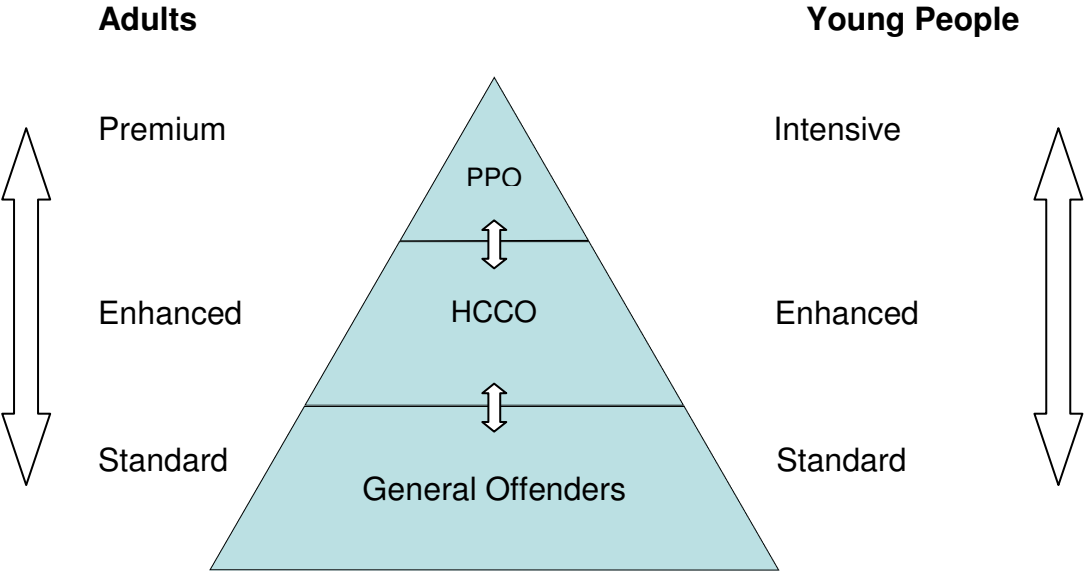 Adults
Young People
Premium
Intensive
PPO
Enhanced
HCCO
Enhanced
Standard
Standard
General Offenders